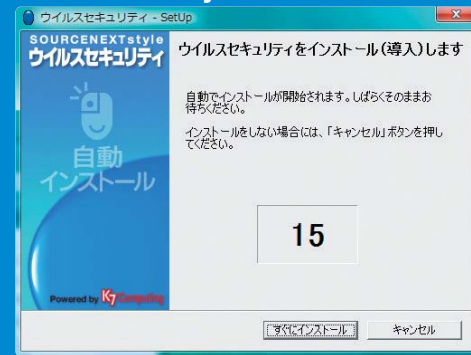 ウイルスセキュリティ - SetUp
SOURCENEXTstyle
ウイルスセキュリティ
ウイルスセキュリティをインストール(導入)します
自動でインストールが開始されます。しばらくそのままお
待ちください。
インストールをしない場合には、「キャンセル」ボタンを押し
てください。
自動
インストール
15
Powered by K7 Computing
すぐにインストール
キャンセル